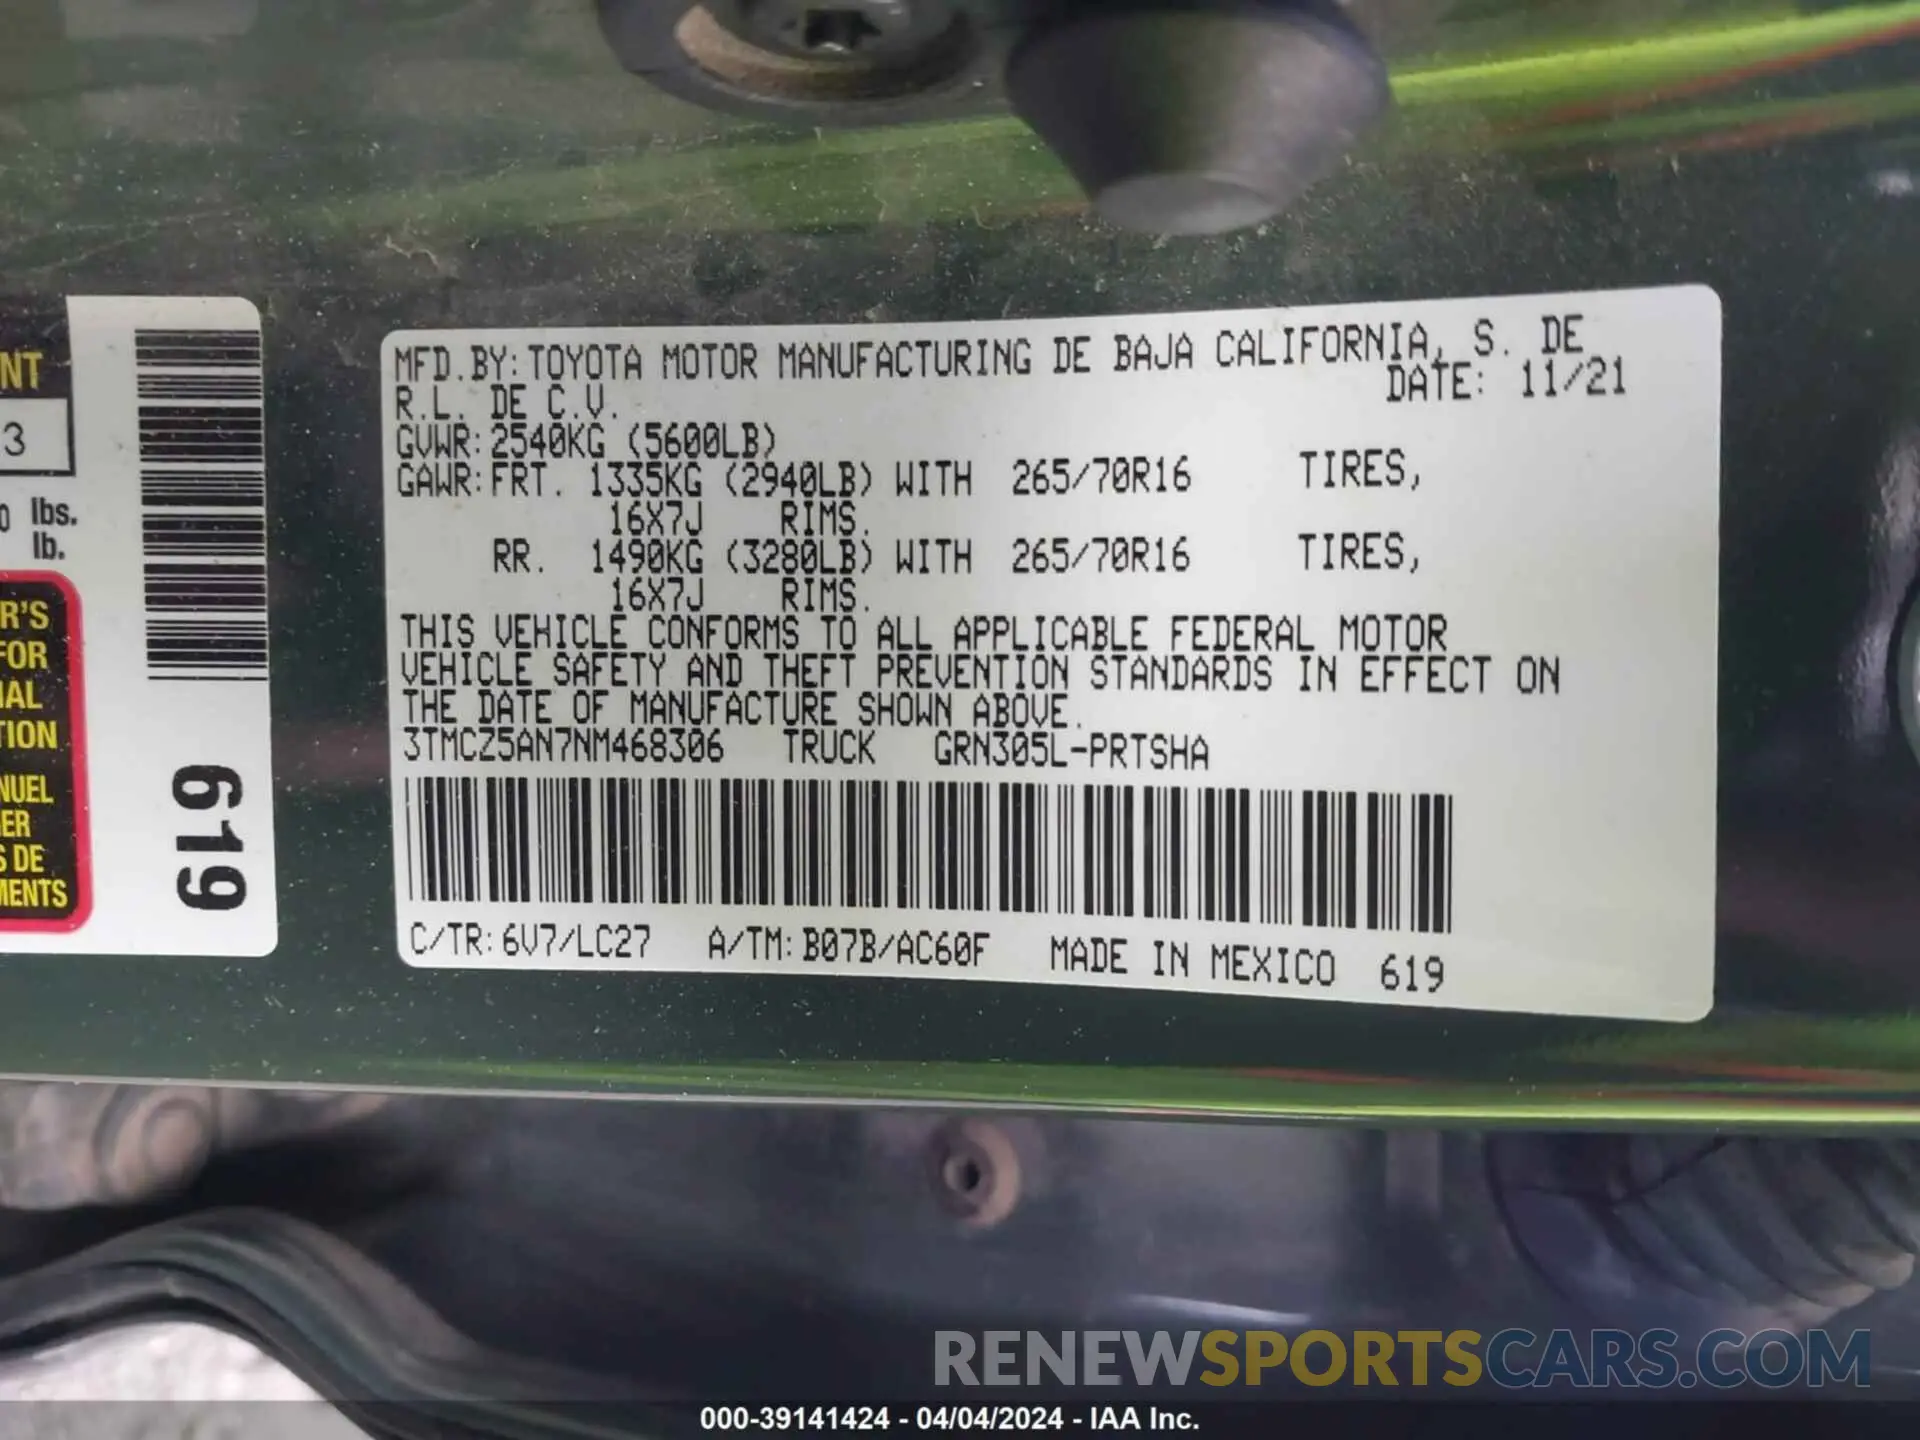 NT
3
0 lbs.
lb.
R'S
FOR
IAL
TION
NUEL
ER
S DE
MENTS
619
MFD.BY:TOYOTA MOTOR MANUFACTURING DE BAJA CALIFORNIA, S. DE
R.L. DE C.V. DATE: 11/21
GVWR:2540KG (5600LB)
GAWR:FRT. 1335KG (2940LB) WITH 265/70R16 TIRES,
16X7J RIMS.
RR. 1490KG (3280LB) WITH 265/70R16 TIRES,
16X7J RIMS.
THIS VEHICLE CONFORMS TO ALL APPLICABLE FEDERAL MOTOR
VEHICLE SAFETY AND THEFT PREVENTION STANDARDS IN EFFECT ON
THE DATE OF MANUFACTURE SHOWN ABOVE.
3TMCZ5AN7NM468306 TRUCK GRN305L-PRTSHA
C/TR:6V7/LC27 A/TM:B07B/AC60F MADE IN MEXICO 619
RENEWSPORTSCARS.COM
000-39141424 - 04/04/2024 - IAA Inc.